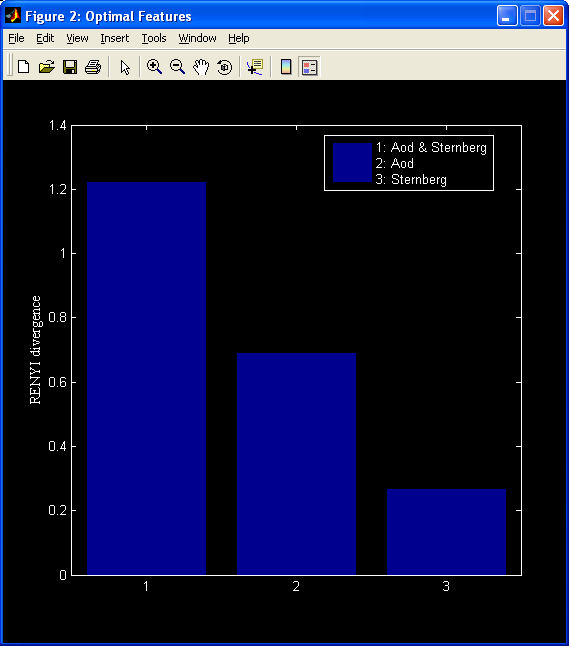 Figure 2: Optimal Features
File Edit View Insert Tools Window Help
1.4
1.2
1
0.8
0.6
0.4
0.2
0
RENYI divergence
1: Aod & Sternberg
2: Aod
3: Sternberg
1 2 3